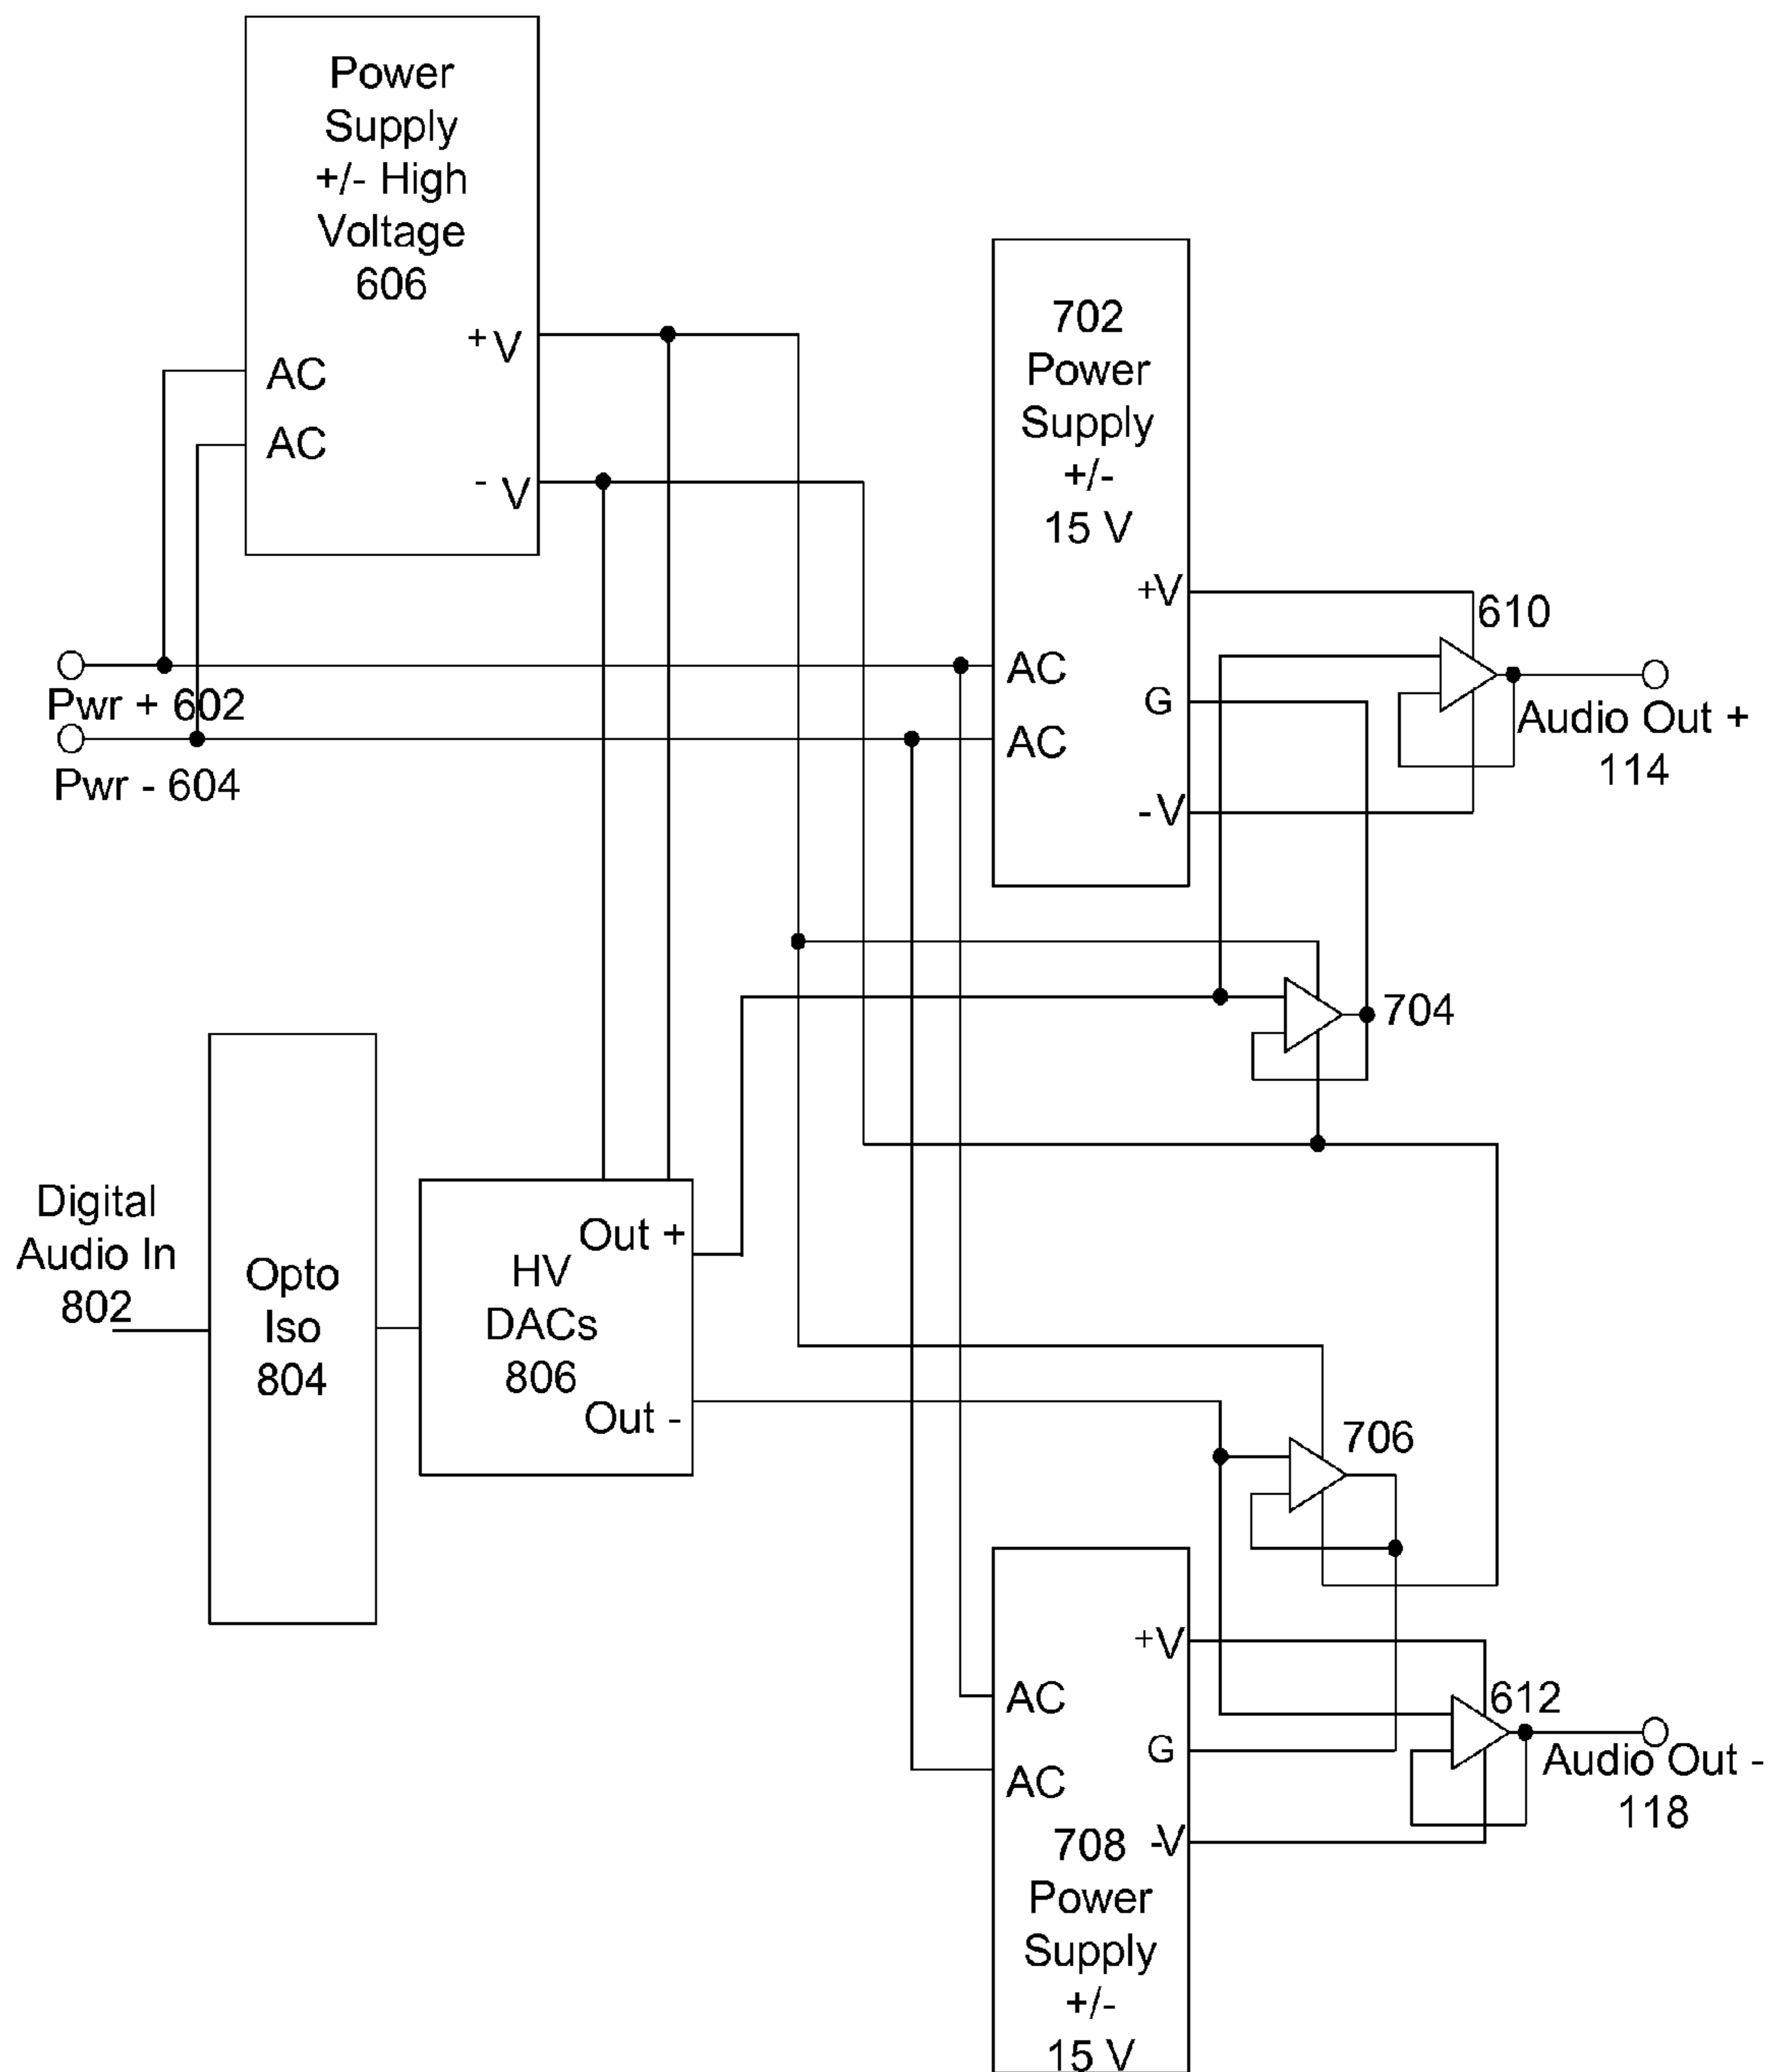 Power
Supply
+/- High
Voltage
606
+ V
AC
AC
- V
702
Power
Supply
+/-
15 V
+V
AC
G
AC
-V
610
Audio Out +
114
Pwr + 602
Pwr - 604
704
Digital
Audio In
802
Opto
Iso
804
Out +
HV
DACs
806
Out -
706
+V
AC
G
AC
-V
708
Power
Supply
+/-
15 V
612
Audio Out -
118